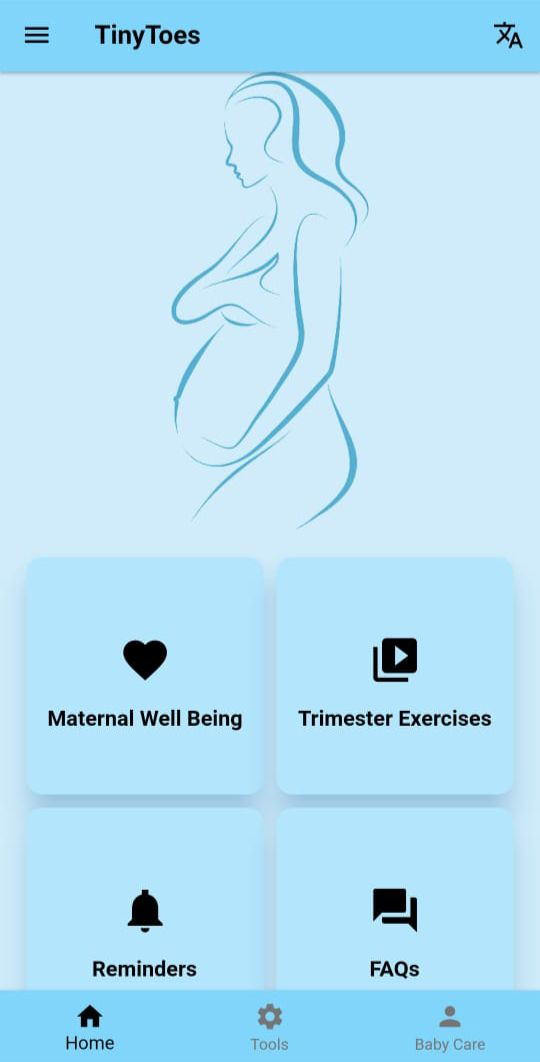 TinyToes
Maternal Well Being
Trimester Exercises
Reminders
FAQs
Home
Tools
Baby Care